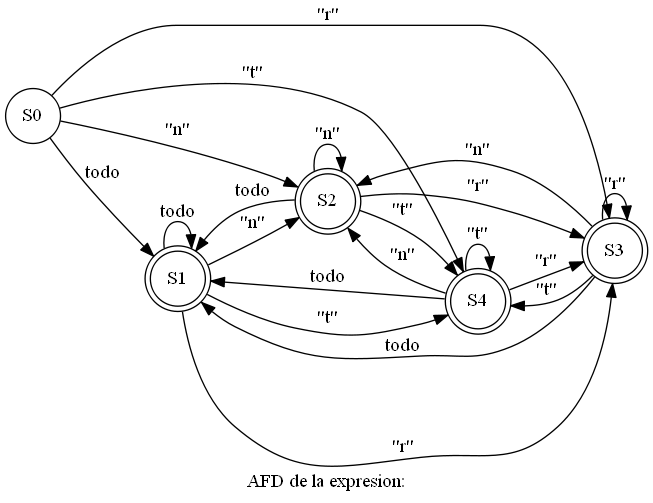 "r"
"t"
S0
"n"
"n"
"n"
todo
"r"
"r"
todo
S2
"t"
todo
"n"
"t"
"n"
S3
"r"
S1
todo
"t"
S4
"t"
todo
"r"
AFD de la expresion: